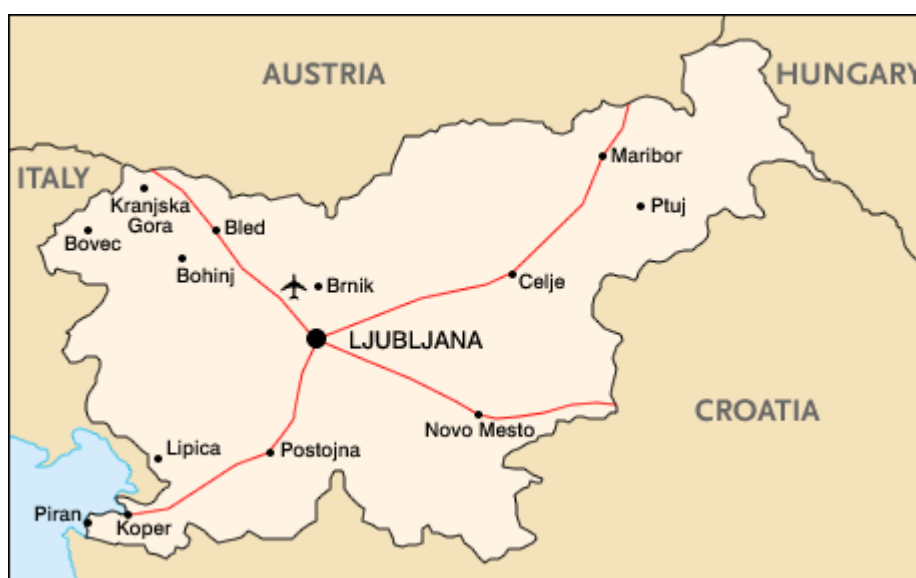 AUSTRIA
HUNGARY
ITALY
Maribor
Kranjska
Gora
Ptuj
Bovec
Bled
Bohinj
Brnik
Celje
LJUBLJANA
CROATIA
Novo Mesto
Lipica
Postojna
Piran
Koper